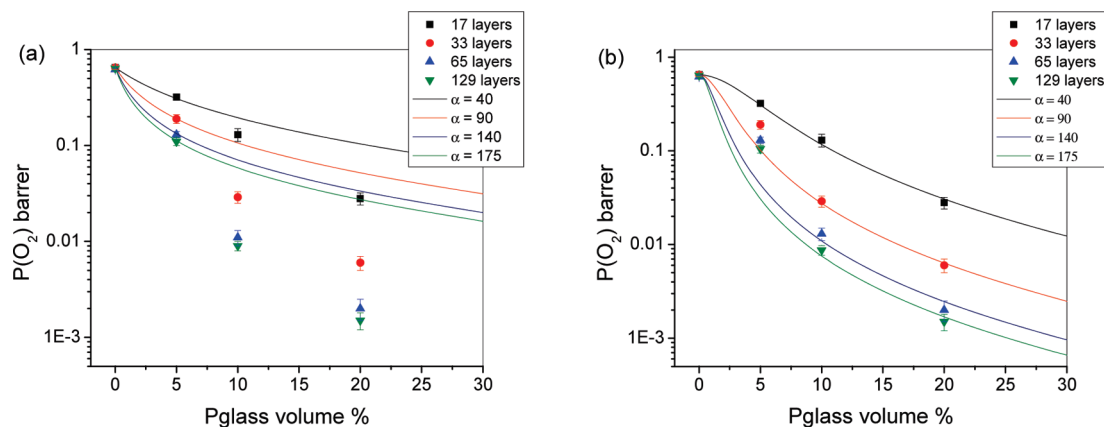 (a)
17 layers
33 layers
65 layers
129 layers
α = 40
α = 90
α = 140
α = 175
1
0.1
0.01
1E-3
P(O₂) barrer
0 5 10 15 20 25 30
Pglass volume %
(b)
17 layers
33 layers
65 layers
129 layers
α = 40
α = 90
α = 140
α = 175
1
0.1
0.01
1E-3
P(O₂) barrer
0 5 10 15 20 25 30
Pglass volume %